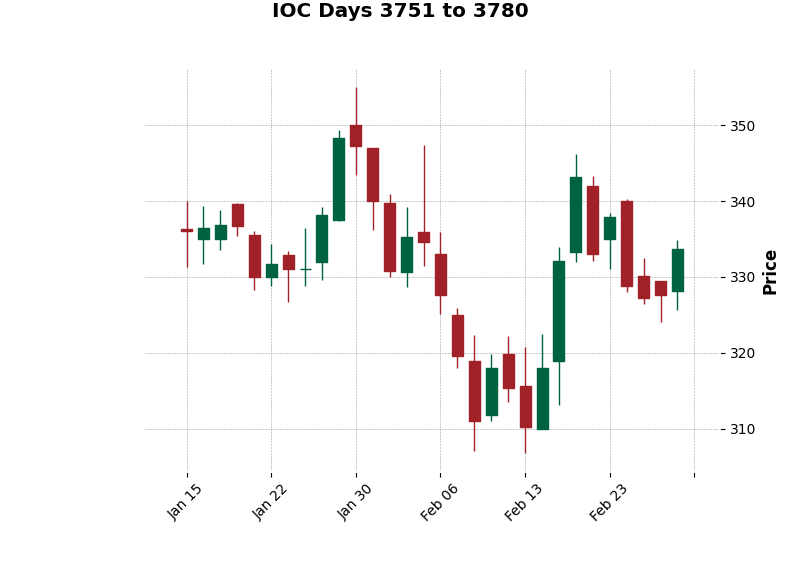 IOC Days 3751 to 3780
350
340
330
320
310
Price
Jan 15
Jan 22
Jan 30
Feb 06
Feb 13
Feb 23